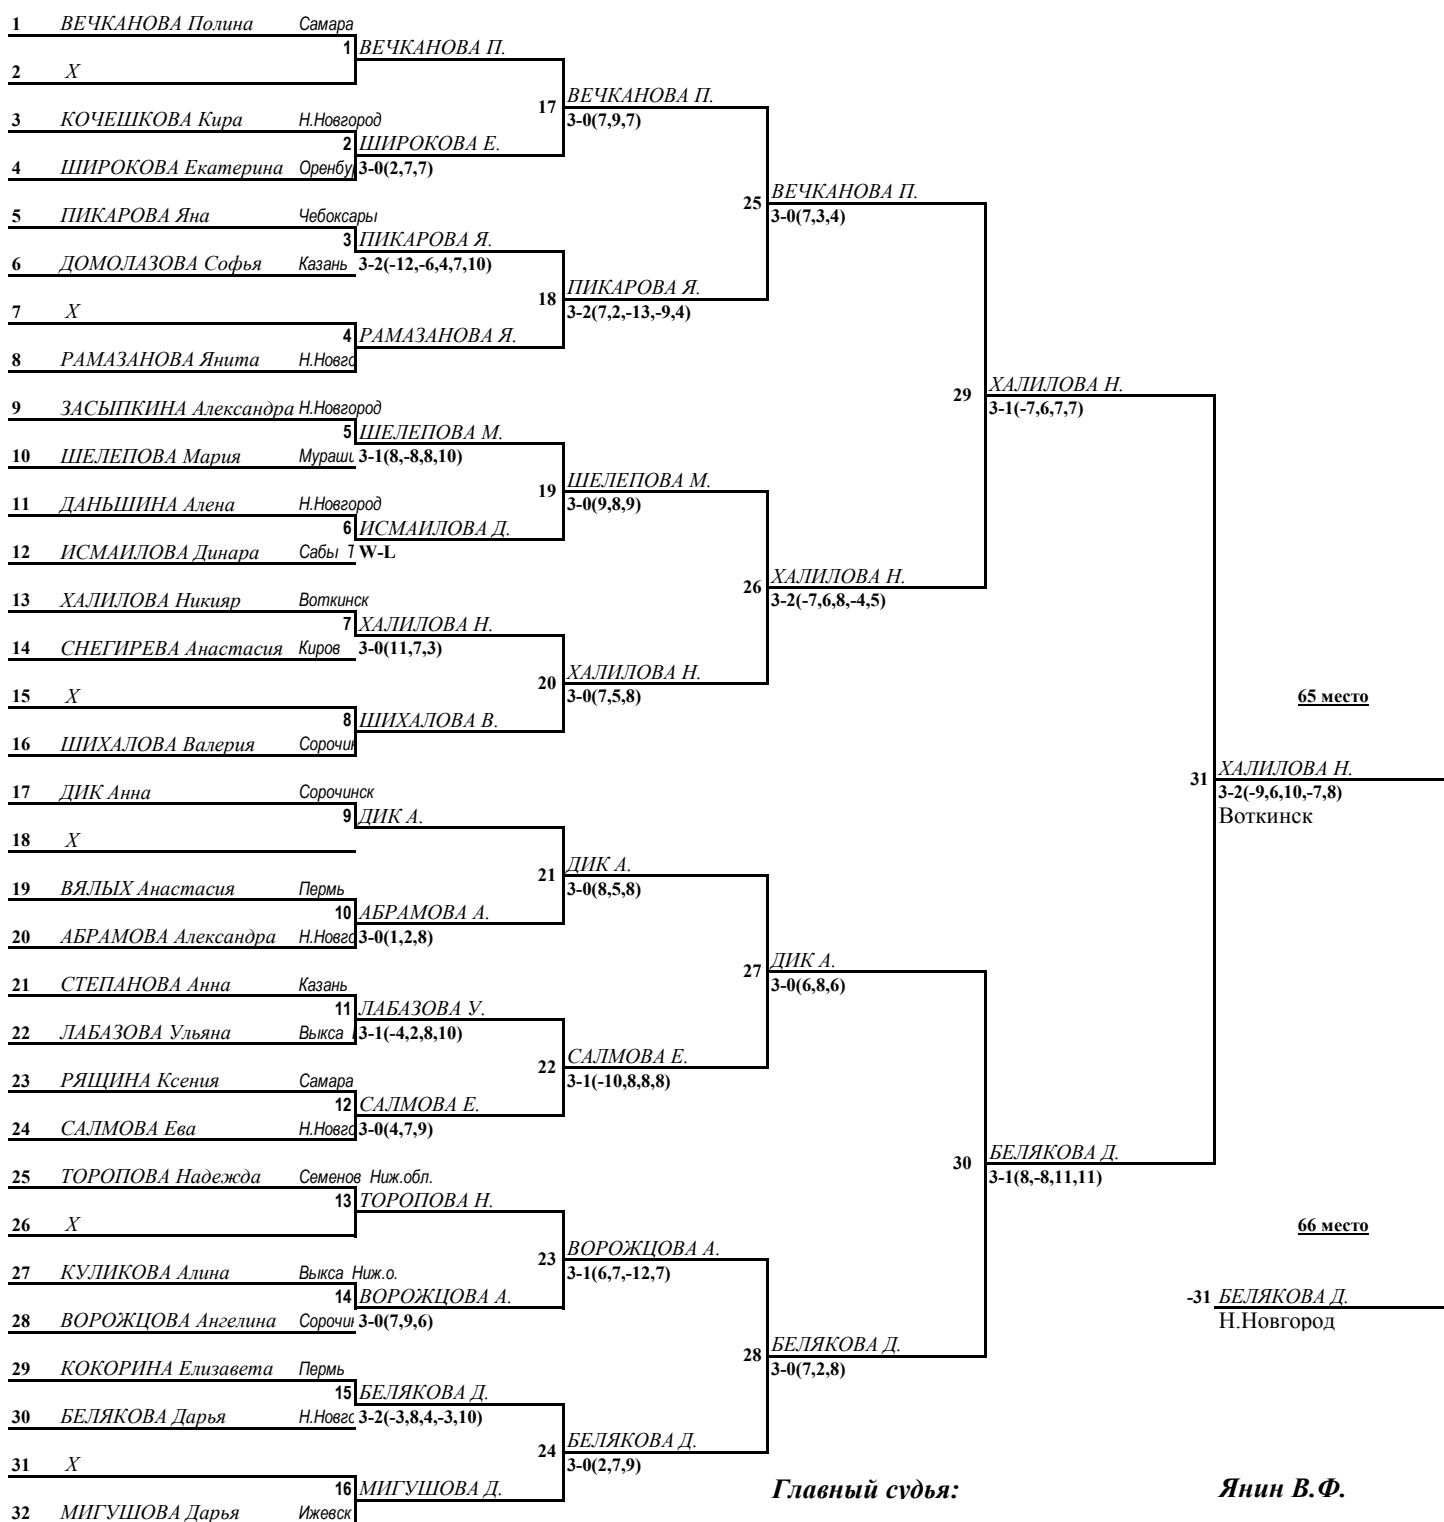 1 ВЕЧКАНОВА Полина Самара
1 ВЕЧКАНОВА П.
2 X
17 ВЕЧКАНОВА П.
3-0(7,9,7)
3 КОЧЕШКОВА Кира Н.Новгород
2 ШИРОКОВА Е.
4 ШИРОКОВА Екатерина Оренбу 3-0(2,7,7)
25 ВЕЧКАНОВА П.
3-0(7,3,4)
5 ПИКАРОВА Яна Чебоксары
3 ПИКАРОВА Я.
6 ДОМОЛАЗОВА Софья Казань 3-2(-12,-6,4,7,10)
18 ПИКАРОВА Я.
3-2(7,2,-13,-9,4)
7 X
4 РАМАЗАНОВА Я.
8 РАМАЗАНОВА Янита Н.Новго
29 ХАЛИЛОВА Н.
3-1(-7,6,7,7)
9 ЗАСЫПКИНА Александра Н.Новгород
5 ШЕЛЕПОВА М.
10 ШЕЛЕПОВА Мария Мураши 3-1(8,-8,8,10)
19 ШЕЛЕПОВА М.
3-0(9,8,9)
11 ДАНЬШИНА Алена Н.Новгород
6 ИСМАИЛОВА Д.
12 ИСМАИЛОВА Динара Сабы Т W-L
26 ХАЛИЛОВА Н.
3-2(-7,6,8,-4,5)
13 ХАЛИЛОВА Никияр Воткинск
7 ХАЛИЛОВА Н.
14 СНЕГИРЕВА Анастасия Киров 3-0(11,7,3)
20 ХАЛИЛОВА Н.
3-0(7,5,8)
15 X
65 место
8 ШИХАЛОВА В.
16 ШИХАЛОВА Валерия Сорочин
31 ХАЛИЛОВА Н.
3-2(-9,6,10,-7,8)
Воткинск
17 ДИК Анна Сорочинск
9 ДИК А.
18 X
21 ДИК А.
3-0(8,5,8)
19 ВЯЛЫХ Анастасия Пермь
10 АБРАМОВА А.
20 АБРАМОВА Александра Н.Новго 3-0(1,2,8)
27 ДИК А.
3-0(6,8,6)
21 СТЕПАНОВА Анна Казань
11 ЛАБАЗОВА У.
22 ЛАБАЗОВА Ульяна Выкса 3-1(-4,2,8,10)
22 САЛМОВА Е.
3-1(-10,8,8,8)
23 РЯЩИНА Ксения Самара
12 САЛМОВА Е.
24 САЛМОВА Ева Н.Новго 3-0(4,7,9)
30 БЕЛЯКОВА Д.
3-1(8,-8,11,11)
25 ТОРОПОВА Надежда Семенов Ниж.обл.
13 ТОРОПОВА Н.
26 X
66 место
23 ВОРОЖЦОВА А.
3-1(6,7,-12,7)
27 КУЛИКОВА Алина Выкса Ниж.о.
14 ВОРОЖЦОВА А.
28 ВОРОЖЦОВА Ангелина Сорочин 3-0(7,9,6)
-31 БЕЛЯКОВА Д.
Н.Новгород
28 БЕЛЯКОВА Д.
3-0(7,2,8)
29 КОКОРИНА Елизавета Пермь
15 БЕЛЯКОВА Д.
30 БЕЛЯКОВА Дарья Н.Новго 3-2(-3,8,4,-3,10)
24 БЕЛЯКОВА Д.
3-0(2,7,9)
31 X
16 МИГУШОВА Д.
Главный судья: Янин В.Ф.
32 МИГУШОВА Дарья Ижевск